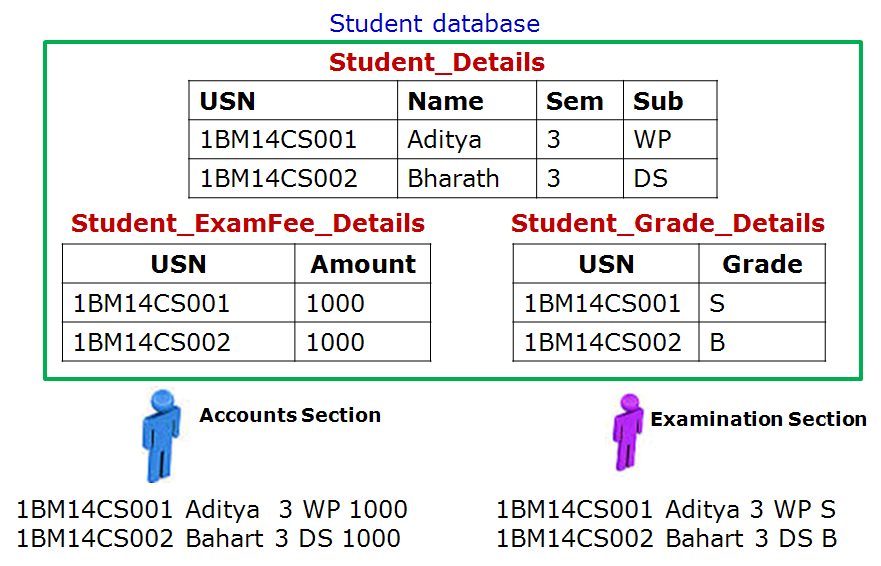 Student database
Student_Details
USN Name Sem Sub
1BM14CS001 Aditya 3 WP
1BM14CS002 Bharath 3 DS
Student_ExamFee_Details
USN Amount
1BM14CS001 1000
1BM14CS002 1000
Student_Grade_Details
USN Grade
1BM14CS001 S
1BM14CS002 B
Accounts Section
1BM14CS001 Aditya 3 WP 1000
1BM14CS002 Bahart 3 DS 1000
Examination Section
1BM14CS001 Aditya 3 WP S
1BM14CS002 Bahart 3 DS B